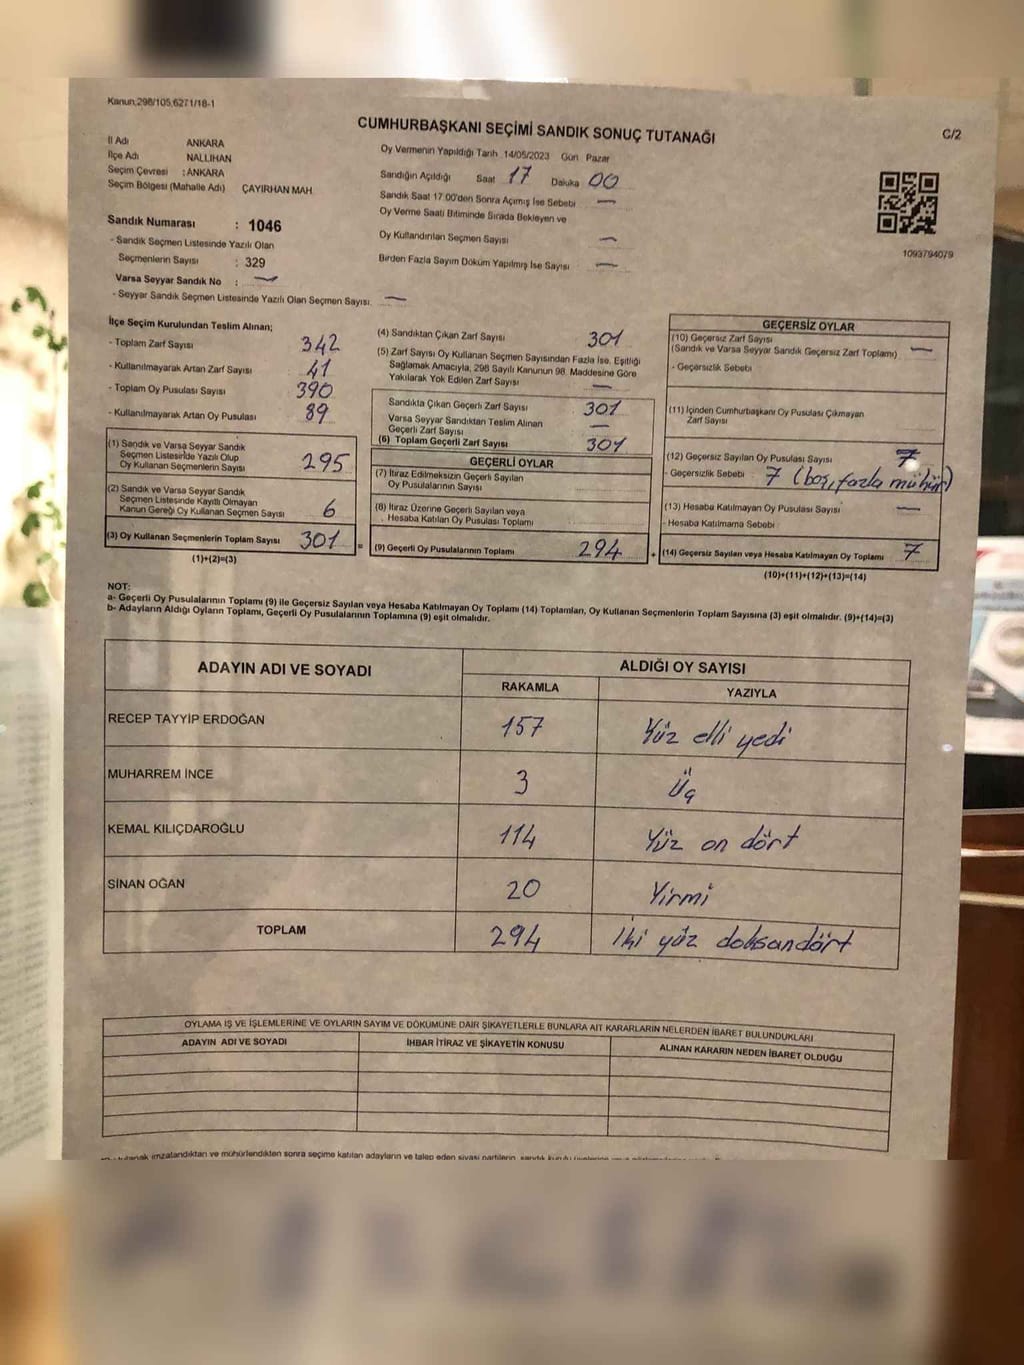 Kanun:298/105,6271/18-1
CUMHURBAŞKANI SEÇİMİ SANDIK SONUÇ TUTANAĞI
C/2
İl Adı ANKARA
İlçe Adı NALLIHAN
Seçim Çevresi : ANKARA
Seçim Bölgesi (Mahalle Adı) ÇAYIRHAN MAH.
Sandık Numarası : 1046
- Sandık Seçmen Listesinde Yazılı Olan
Seçmenlerin Sayısı : 329
Varsa Seyyar Sandık No : —
- Seyyar Sandık Seçmen Listesinde Yazılı Olan Seçmen Sayısı. —
Oy Vermenin Yapıldığı Tarih 14/05/2023 Gün Pazar
Sandığın Açıldığı Saat 17 Dakika 00
Sandık Saat 17.00'den Sonra Açımış İse Sebebi —
Oy Verme Saati Bitiminde Sırada Bekleyen ve
Oy Kullandırılan Seçmen Sayısı —
Birden Fazla Sayım Döküm Yapılmış İse Sayısı —
1093794079
İlçe Seçim Kurulundan Teslim Alınan;
- Toplam Zarf Sayısı 342
- Kullanılmayarak Artan Zarf Sayısı 41
- Toplam Oy Pusulası Sayısı 390
- Kullanılmayarak Artan Oy Pusulası 89
(1) Sandık ve Varsa Seyyar Sandık
Seçmen Listesinde Yazılı Olup
Oy Kullanan Seçmenlerin Sayısı 295
(2) Sandık ve Varsa Seyyar Sandık
Seçmen Listesinde Kayıtlı Olmayan
Kanun Gereği Oy Kullanan Seçmen Sayısı 6
(3) Oy Kullanan Seçmenlerin Toplam Sayısı 301
(1)+(2)=(3)
(4) Sandıktan Çıkan Zarf Sayısı 301
(5) Zarf Sayısı Oy Kullanan Seçmen Sayısından Fazla İse, Eşitliği
Sağlamak Amacıyla, 298 Sayılı Kanunun 98. Maddesine Göre
Yakılarak Yok Edilen Zarf Sayısı —
Sandıkta Çıkan Geçerli Zarf Sayısı 301
Varsa Seyyar Sandıktan Teslim Alınan
Geçerli Zarf Sayısı —
(6) Toplam Geçerli Zarf Sayısı 301
GEÇERLİ OYLAR
(7) İtiraz Edilmeksizin Geçerli Sayılan
Oy Pusulalarının Sayısı
(8) İtiraz Üzerine Geçerli Sayılan veya
Hesaba Katılan Oy Pusulası Toplamı
= (9) Geçerli Oy Pusulalarının Toplamı 294 +
GEÇERSİZ OYLAR
(10) Geçersiz Zarf Sayısı
(Sandık ve Varsa Seyyar Sandık Geçersiz Zarf Toplamı) —
- Geçersizlik Sebebi
(11) İçinden Cumhurbaşkanı Oy Pusulası Çıkmayan
Zarf Sayısı
(12) Geçersiz Sayılan Oy Pusulası Sayısı 7
- Geçersizlik Sebebi : 7 (boş, fazla mühür)
(13) Hesaba Katılmayan Oy Pusulası Sayısı —
- Hesaba Katılmama Sebebi
(14) Geçersiz Sayılan veya Hesaba Katılmayan Oy Toplamı 7
(10)+(11)+(12)+(13)=(14)
NOT:
a- Geçerli Oy Pusulalarının Toplamı (9) ile Geçersiz Sayılan veya Hesaba Katılmayan Oy Toplamı (14) Toplamları, Oy Kullanan Seçmenlerin Toplam Sayısına (3) eşit olmalıdır. (9)+(14)=(3)
b- Adayların Aldığı Oyların Toplamı, Geçerli Oy Pusulalarının Toplamına (9) eşit olmalıdır.
ADAYIN ADI VE SOYADI ALDIĞI OY SAYISI
RAKAMLA YAZIYLA
RECEP TAYYİP ERDOĞAN 157 Yüz elli yedi
MUHARREM İNCE 3 Üç
KEMAL KILIÇDAROĞLU 114 Yüz on dört
SİNAN OĞAN 20 Yirmi
TOPLAM 294 İki yüz doksandört
OYLAMA İŞ VE İŞLEMLERİNE VE OYLARIN SAYIM VE DÖKÜMÜNE DAİR ŞİKAYETLERLE BUNLARA AİT KARARLARIN NELERDEN İBARET BULUNDUKLARI
ADAYIN ADI VE SOYADI İHBAR İTİRAZ VE ŞİKAYETİN KONUSU ALINAN KARARIN NEDEN İBARET OLDUĞU
tutanak imzalandıktan ve mühürlendikten sonra seçime katılan adayların ve talep eden siyasi partilerin, sandık kurulu